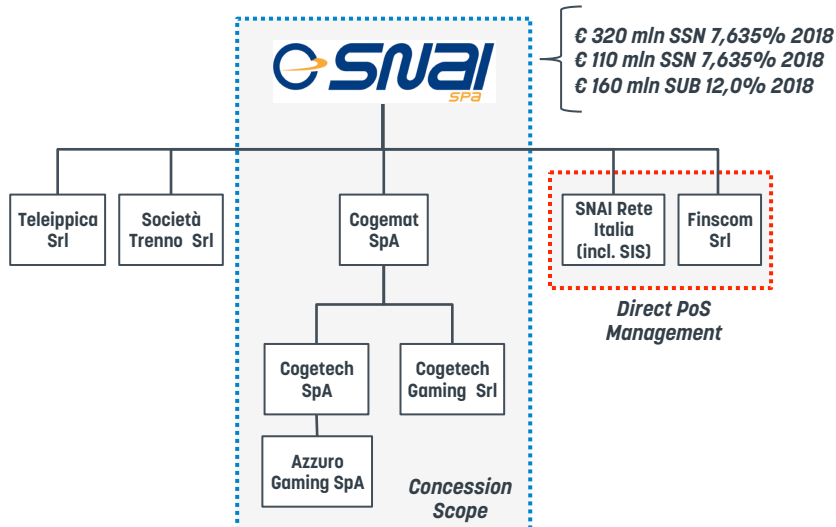 SNAI
SPA
€ 320 mln SSN 7,635% 2018
€ 110 mln SSN 7,635% 2018
€ 160 mln SUB 12,0% 2018
Teleippica
Srl
Società
Trenno Srl
Cogemat
SpA
SNAI Rete
Italia
(incl. SIS)
Finscom
Srl
Direct PoS
Management
Cogetech
SpA
Cogetech
Gaming Srl
Azzuro
Gaming SpA
Concession
Scope